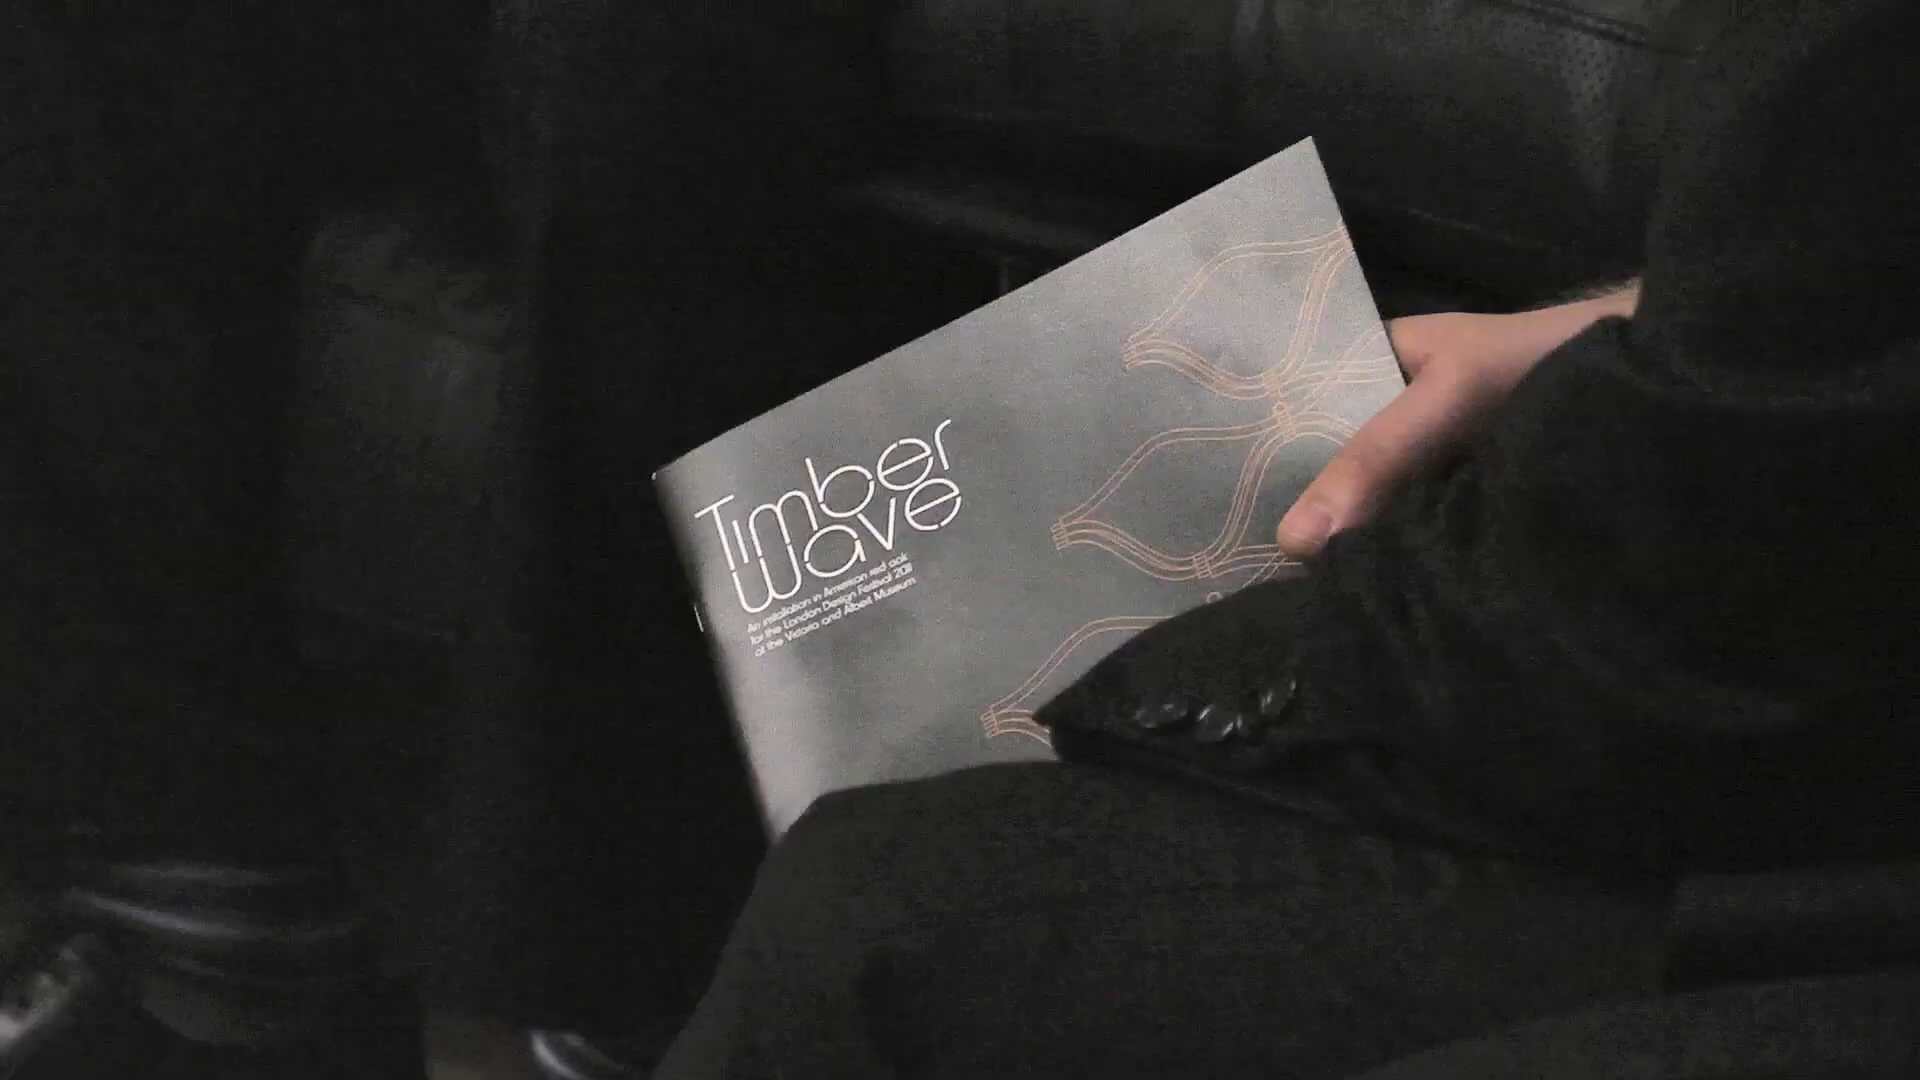 Timber
Wave
An installation in American red oak
for the London Design Festival 2011
at the Victoria and Albert Museum